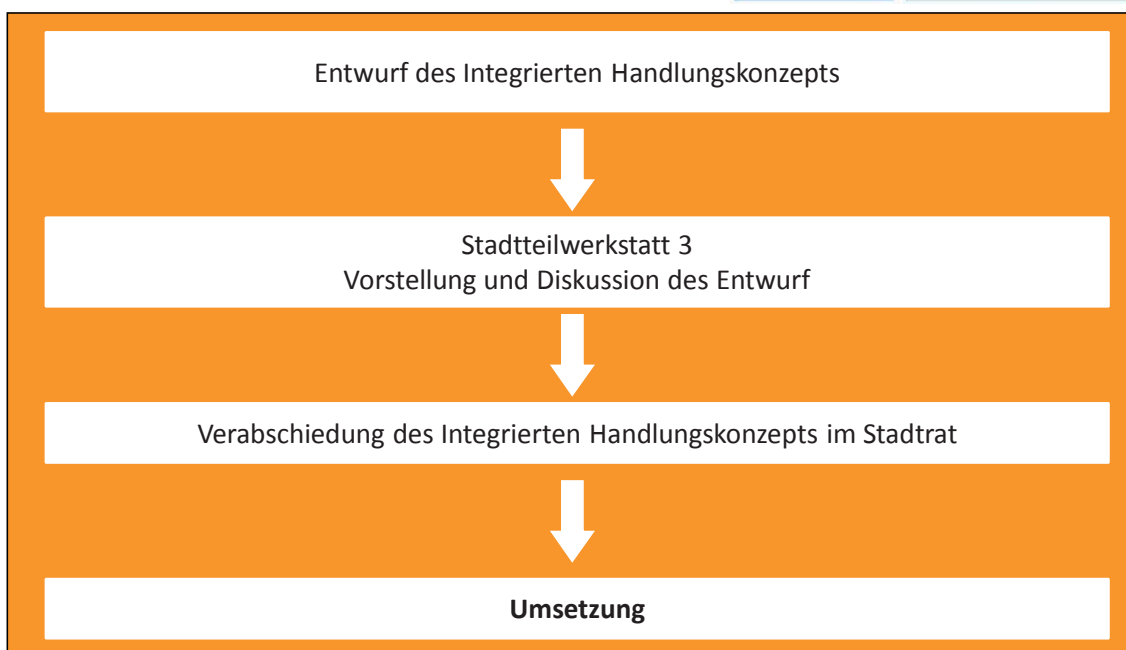 Entwurf des Integrierten Handlungskonzepts
Stadtteilwerkstatt 3
Vorstellung und Diskussion des Entwurf
Verabschiedung des Integrierten Handlungskonzepts im Stadtrat
Umsetzung